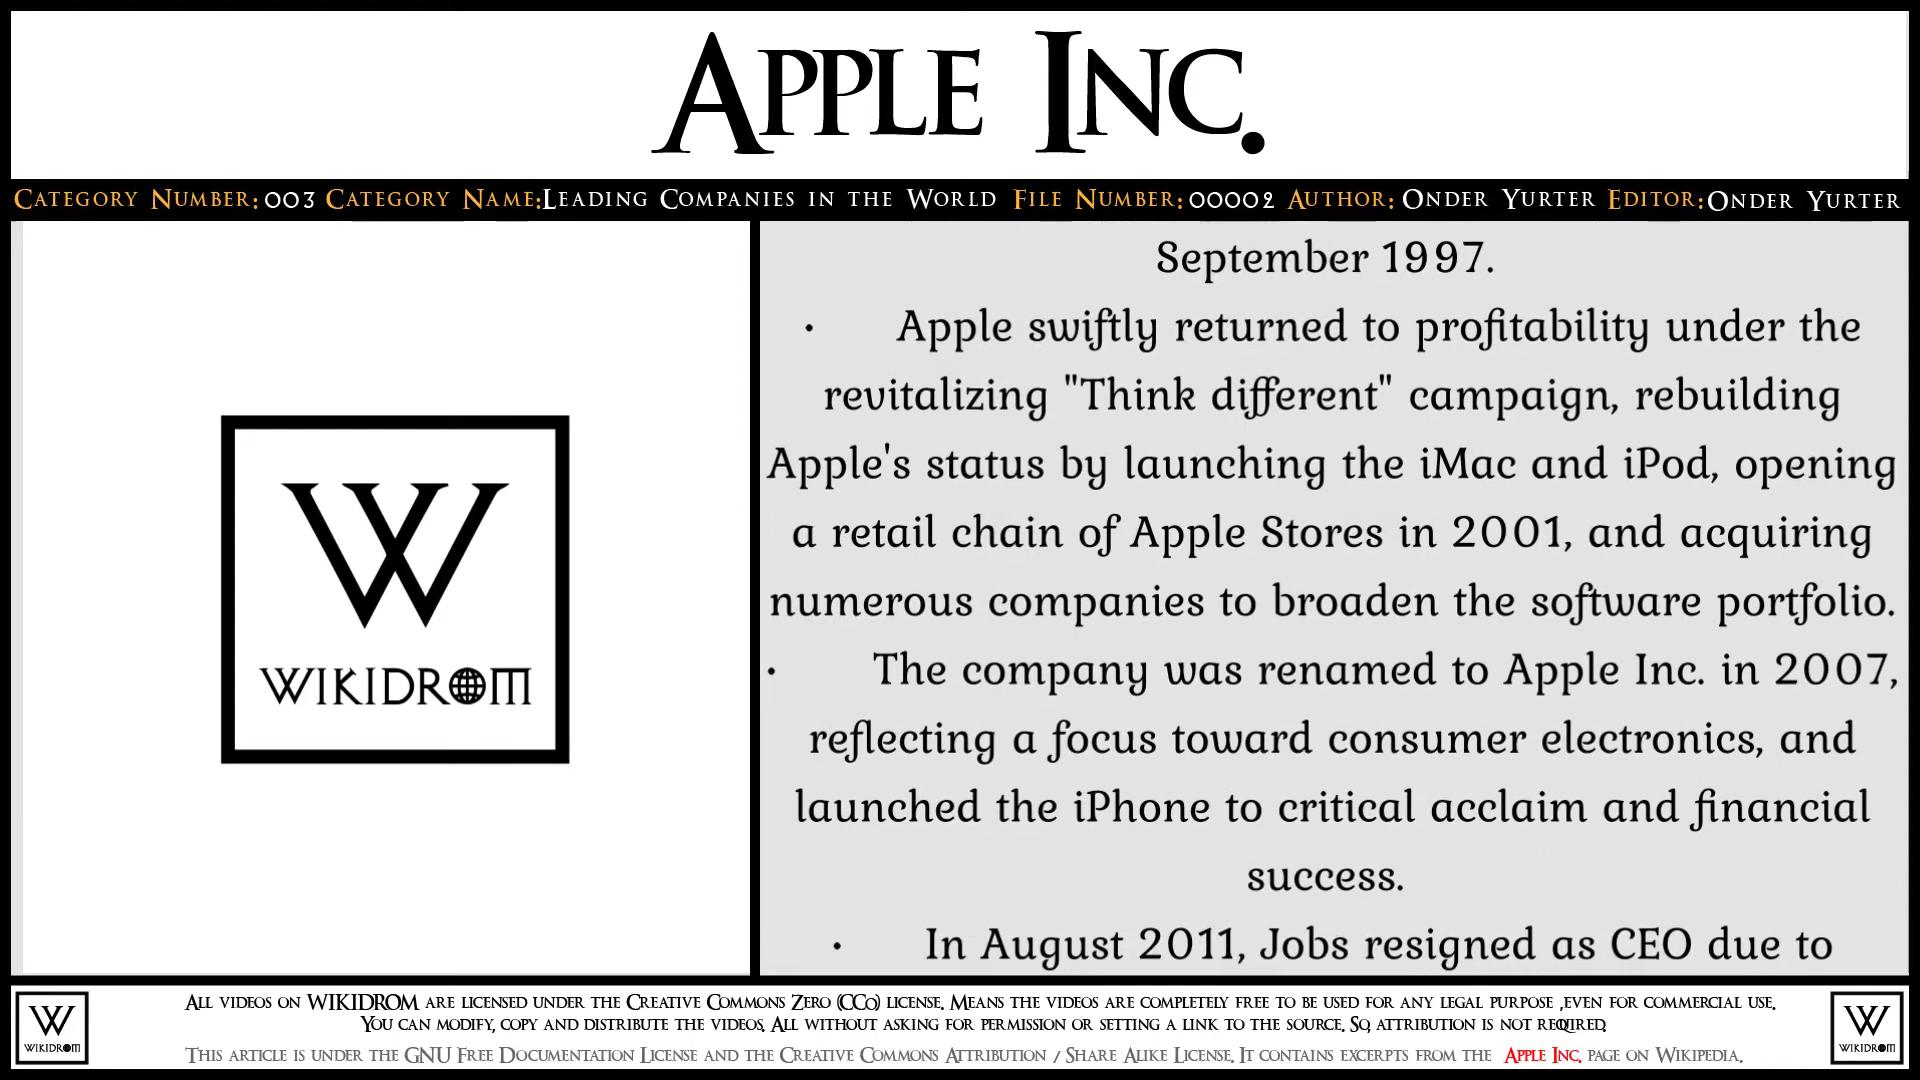 Apple Inc.
Category Number: 003 Category Name: Leading Companies in the World File Number: 00002 Author: Onder Yurter Editor: Onder Yurter
W
WIKIDROM
September 1997.
· Apple swiftly returned to profitability under the
revitalizing "Think different" campaign, rebuilding
Apple's status by launching the iMac and iPod, opening
a retail chain of Apple Stores in 2001, and acquiring
numerous companies to broaden the software portfolio.
· The company was renamed to Apple Inc. in 2007,
reflecting a focus toward consumer electronics, and
launched the iPhone to critical acclaim and financial
success.
· In August 2011, Jobs resigned as CEO due to
W
WIKIDROM
All videos on WIKIDROM are licensed under the Creative Commons Zero (CC0) license. Means the videos are completely free to be used for any legal purpose ,even for commercial use.
You can modify, copy and distribute the videos. All without asking for permission or setting a link to the source. So, attribution is not required.
This article is under the GNU Free Documentation License and the Creative Commons Attribution / Share Alike License. It contains excerpts from the Apple Inc. page on Wikipedia.
W
WIKIDROM